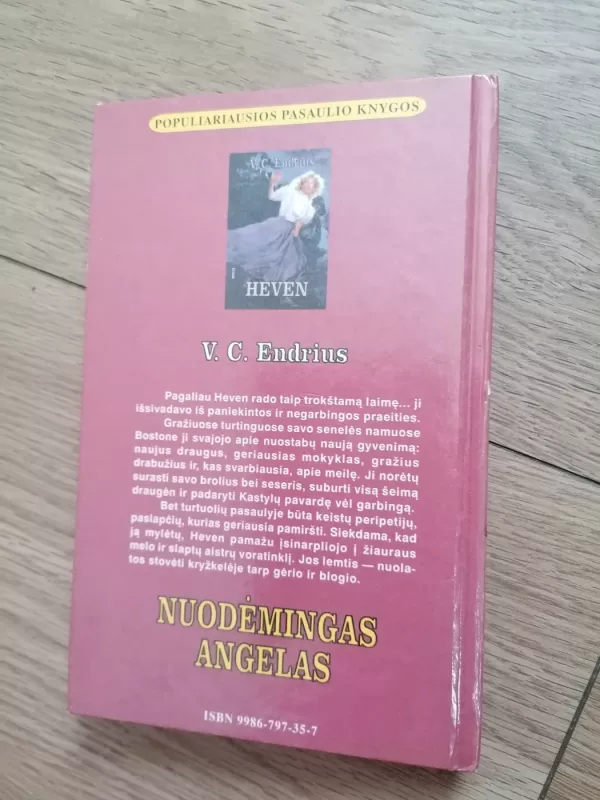 POPULIARIAUSIOS PASAULIO KNYGOS
V. C. Endrius
HEVEN
V. C. Endrius
Pagaliau Heven rado taip trokštamą laimę... ji
išsivadavo iš paniekintos ir negarbingos praeities.
Gražiuose turtinguose savo senelės namuose
Bostone ji svajojo apie nuostabų naują gyvenimą:
naujus draugus, geriausias mokyklas, gražius
drabužius ir, kas svarbiausia, apie meilę. Ji norėtų
surasti savo brolius bei seseris, suburti visą šeimą
draugėn ir padaryti Kastylų pavardę vėl garbingą.
Bet turtuolių pasaulyje būta keistų peripetijų,
paslapčių, kurias geriausia pamiršti. Siekdama, kad
ją mylėtų, Heven pamažu įsinarpliojo į žiauraus
melo ir slaptų aistrų voratinklį. Jos lemtis — nuola-
tos stovėti kryžkelėje tarp gėrio ir blogio.
NUODĖMINGAS
ANGELAS
ISBN 9986-797-35-7